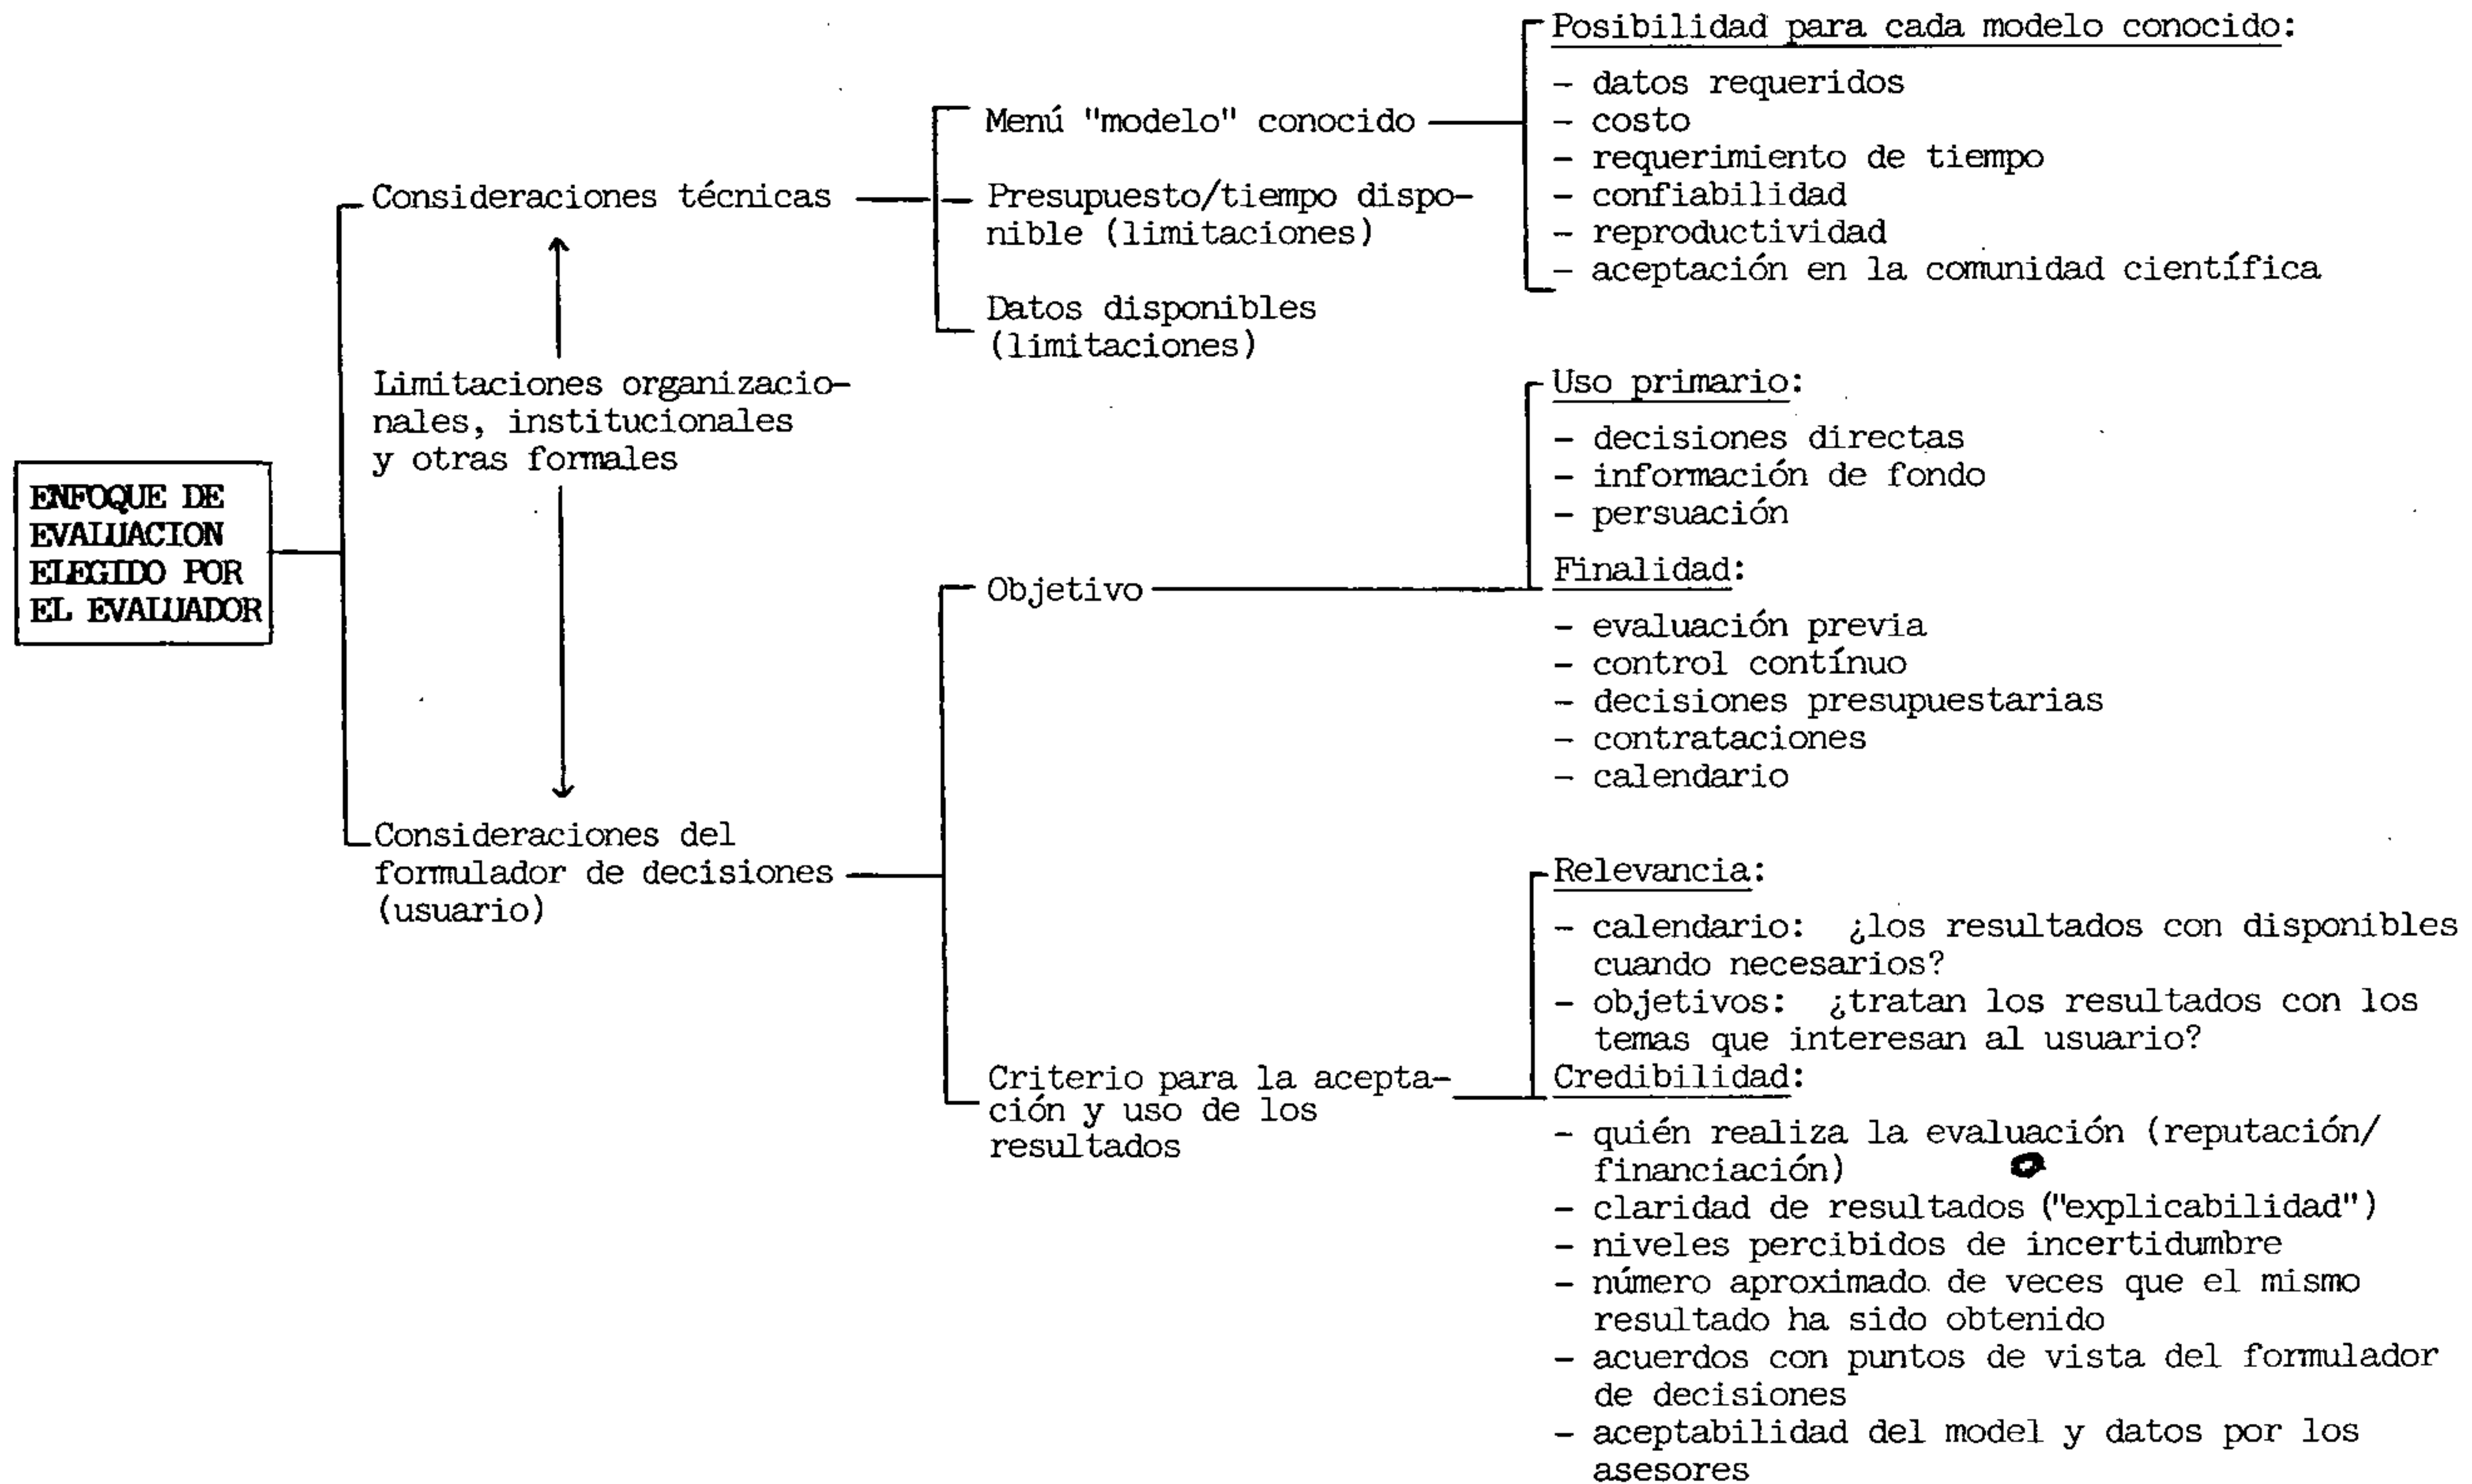 ENFOQUE DE
EVALUACION
ELEGIDO POR
EL EVALUADOR
Consideraciones técnicas
Limitaciones organizacio-
nales, institucionales
y otras formales
Consideraciones del
formulador de decisiones
(usuario)
Menú "modelo" conocido
Presupuesto/tiempo dispo-
nible (limitaciones)
Datos disponibles
(limitaciones)
Objetivo
Criterio para la acepta-
ción y uso de los
resultados
Posibilidad para cada modelo conocido:
- datos requeridos
- costo
- requerimiento de tiempo
- confiabilidad
- reproductividad
- aceptación en la comunidad científica
Uso primario:
- decisiones directas
- información de fondo
- persuación
Finalidad:
- evaluación previa
- control contínuo
- decisiones presupuestarias
- contrataciones
- calendario
Relevancia:
- calendario: ¿los resultados con disponibles
cuando necesarios?
- objetivos: ¿tratan los resultados con los
temas que interesan al usuario?
Credibilidad:
- quién realiza la evaluación (reputación/
financiación)
- claridad de resultados ("explicabilidad")
- niveles percibidos de incertidumbre
- número aproximado de veces que el mismo
resultado ha sido obtenido
- acuerdos con puntos de vista del formulador
de decisiones
- aceptabilidad del model y datos por los
asesores